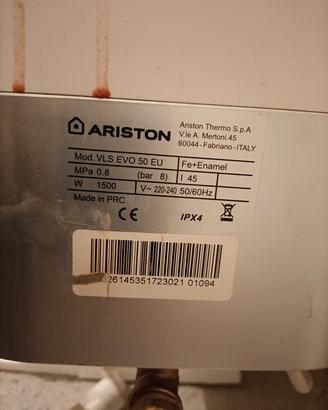 ARISTON
Ariston Thermo S.p.A
V.le A. Merloni.45
60044 - Fabriano - ITALY
Mod. VLS EVO 50 EU Fe+Enamel
MPa 0.8 (bar 8) l 45
W 1500 V~ 220-240 50/60Hz
Made in PRC
CE IPX4
26145351723021 01094